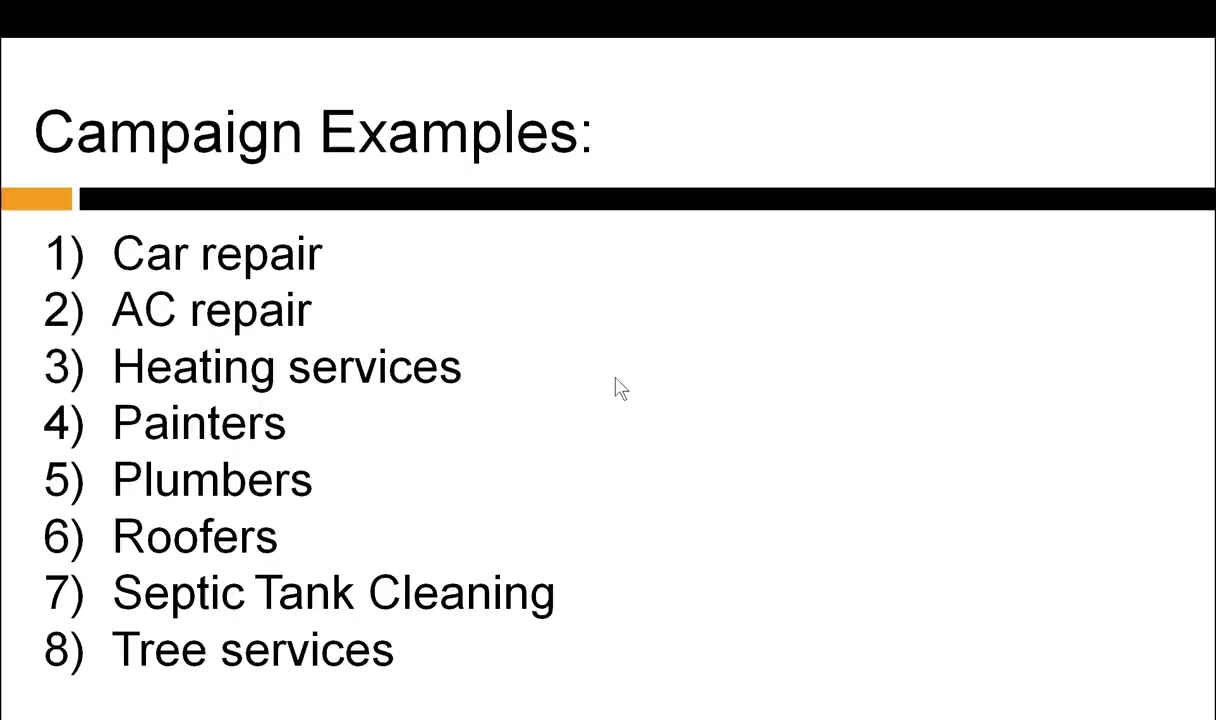 Campaign Examples:
1) Car repair
2) AC repair
3) Heating services
4) Painters
5) Plumbers
6) Roofers
7) Septic Tank Cleaning
8) Tree services